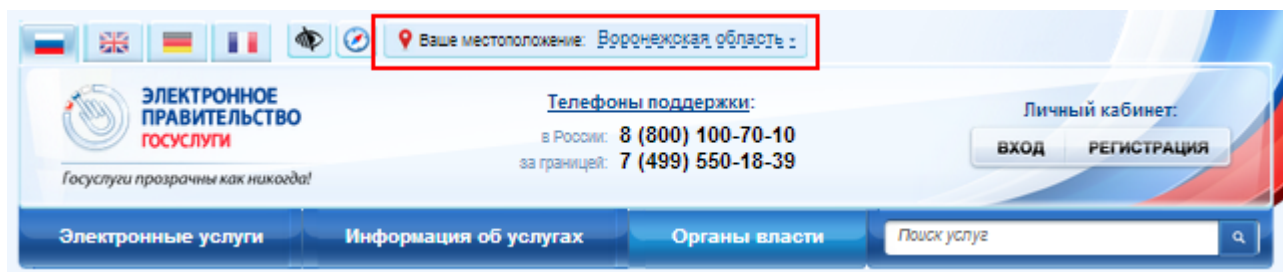 Ваше местоположение: Воронежская область
ЭЛЕКТРОННОЕ
ПРАВИТЕЛЬСТВО
ГОСУСЛУГИ
Госуслуги прозрачны как никогда!
Телефоны поддержки:
в России: 8 (800) 100-70-10
за границей: 7 (499) 550-18-39
Личный кабинет:
ВХОД РЕГИСТРАЦИЯ
Электронные услуги Информация об услугах Органы власти Поиск услуг